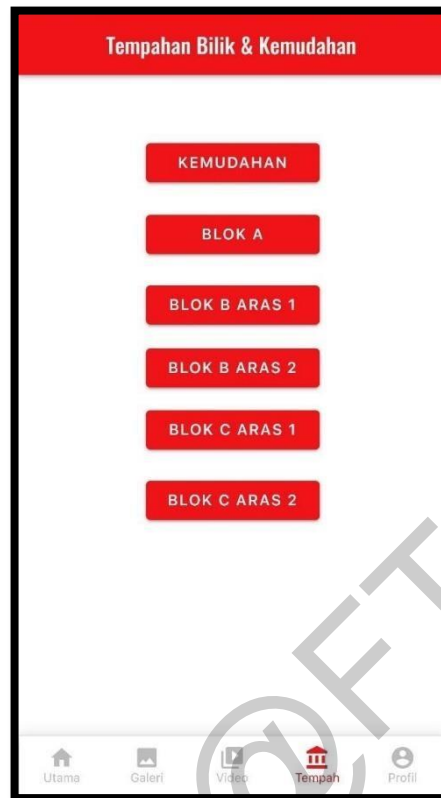 Tempahan Bilik & Kemudahan
KEMUDAHAN
BLOK A
BLOK B ARAS 1
BLOK B ARAS 2
BLOK C ARAS 1
BLOK C ARAS 2
@FT
Utama Galeri Video Tempah Profil